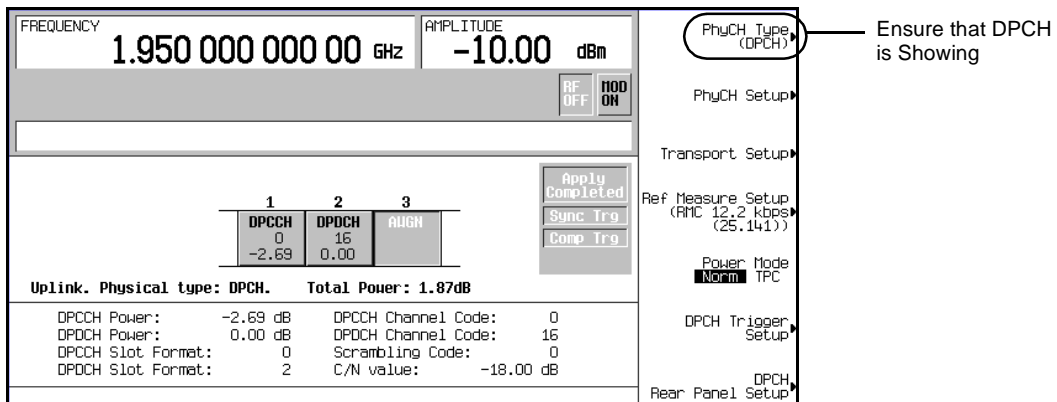 FREQUENCY
1.950 000 000 00 GHz
AMPLITUDE
-10.00 dBm
RF OFF
MOD ON
Apply Completed
Sync Trg
Comp Trg
1 2 3
DPCCH DPDCH AWGN
0 16
-2.69 0.00
Uplink. Physical type: DPCH. Total Power: 1.87dB
DPCCH Power: -2.69 dB DPCCH Channel Code: 0
DPDCH Power: 0.00 dB DPDCH Channel Code: 16
DPCCH Slot Format: 0 Scrambling Code: 0
DPDCH Slot Format: 2 C/N value: -18.00 dB
PhyCH Type
(DPCH)
PhyCH Setup
Transport Setup
Ref Measure Setup
(RMC 12.2 kbps
(25.141))
Power Mode
Norm TPC
DPCH Trigger
Setup
DPCH
Rear Panel Setup
Ensure that DPCH
is Showing